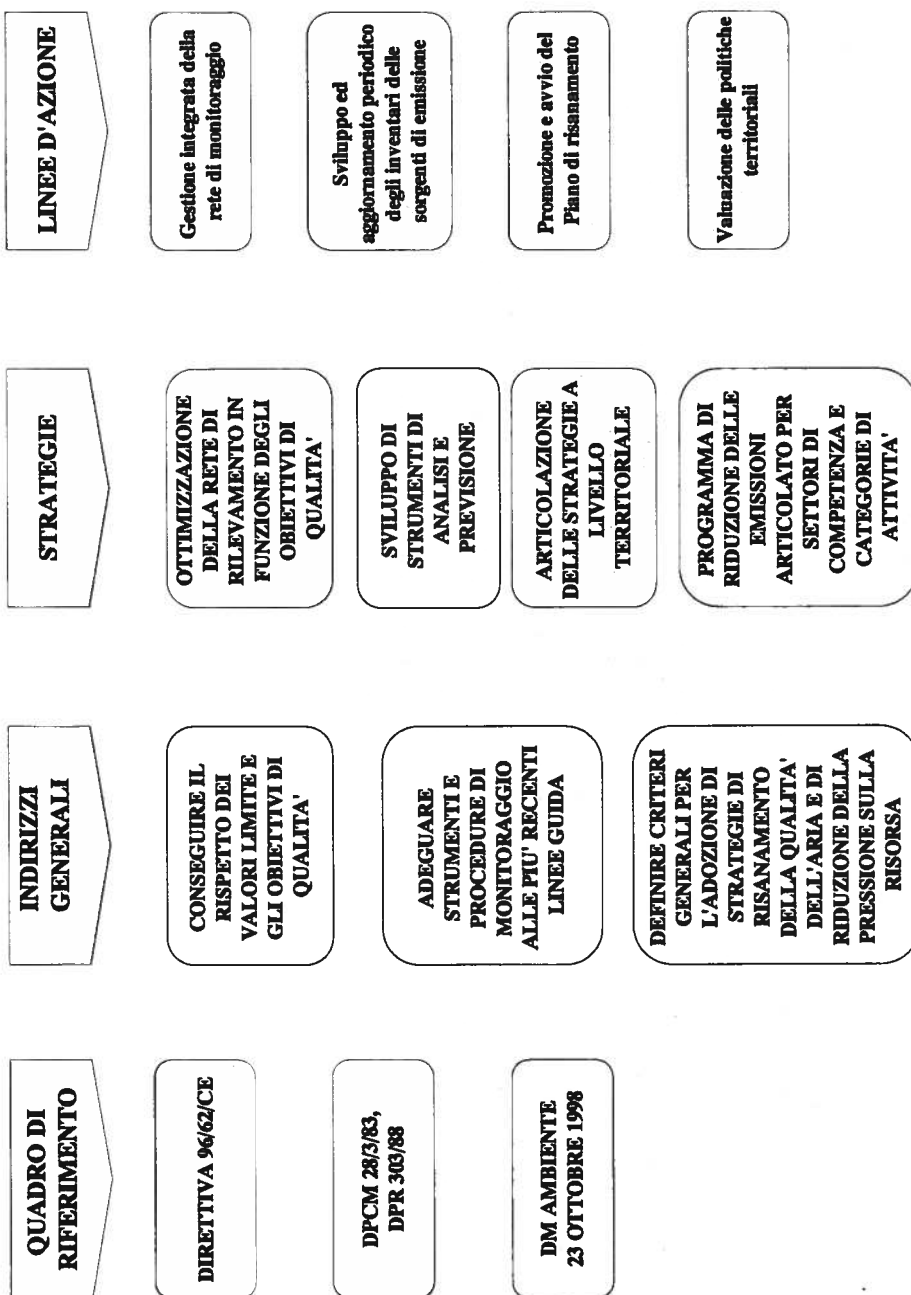 QUADRO DI
RIFERIMENTO
DIRETTIVA 96/62/CE
DPCM 28/3/83,
DPR 303/88
DM AMBIENTE
23 OTTOBRE 1998
INDIRIZZI
GENERALI
CONSEGUIRE IL
RISPETTO DEI
VALORI LIMITE E
GLI OBIETTIVI DI
QUALITA'
ADEGUARE
STRUMENTI E
PROCEDURE DI
MONITORAGGIO
ALLE PIU' RECENTI
LINEE GUIDA
DEFINIRE CRITERI
GENERALI PER
L'ADOZIONE DI
STRATEGIE DI
RISANAMENTO
DELLA QUALITA'
DELL'ARIA E DI
RIDUZIONE DELLA
PRESSIONE SULLA
RISORSA
STRATEGIE
OTTIMIZZAZIONE
DELLA RETE DI
RILEVAMENTO IN
FUNZIONE DEGLI
OBIETTIVI DI
QUALITA'
SVILUPPO DI
STRUMENTI DI
ANALISI E
PREVISIONE
ARTICOLAZIONE
DELLE STRATEGIE A
LIVELLO
TERRITORIALE
PROGRAMMA DI
RIDUZIONE DELLE
EMISSIONI
ARTICOLATO PER
SETTORI DI
COMPETENZA E
CATEGORIE DI
ATTIVITA'
LINEE D'AZIONE
Gestione integrata della
rete di monitoraggio
Sviluppo ed
aggiornamento periodico
degli inventari delle
sorgenti di emissione
Promozione e avvio del
Piano di risanamento
Valuazione delle politiche
territoriali